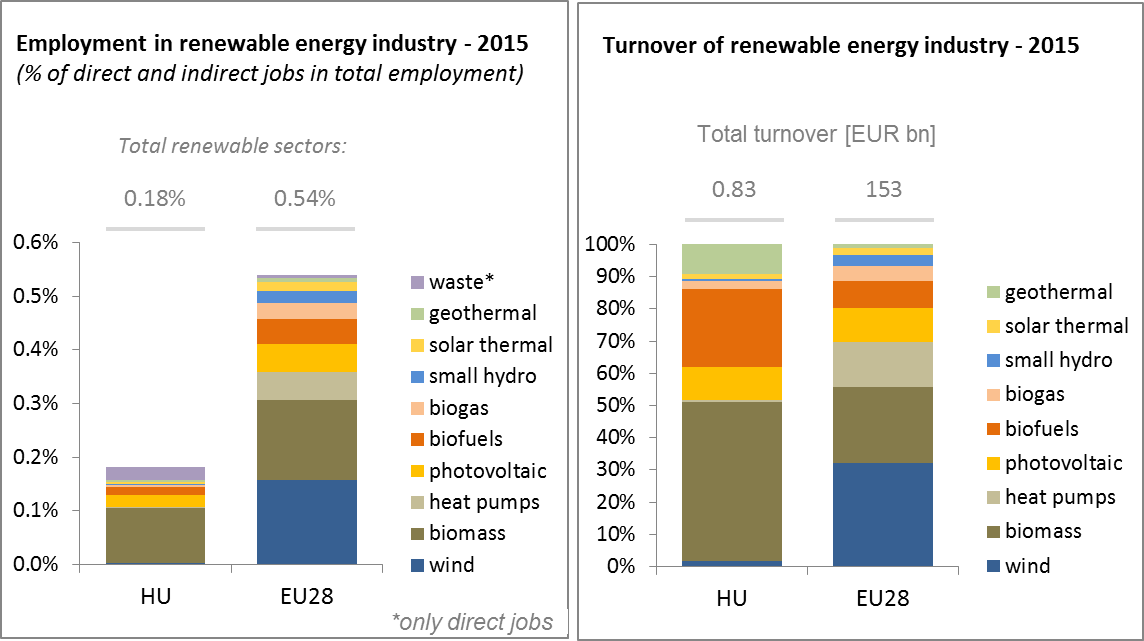 Employment in renewable energy industry - 2015
(% of direct and indirect jobs in total employment)
Total renewable sectors:
0.18% 0.54%
0.6%
0.5%
0.4%
0.3%
0.2%
0.1%
0.0%
HU EU28
waste*
geothermal
solar thermal
small hydro
biogas
biofuels
photovoltaic
heat pumps
biomass
wind
*only direct jobs
Turnover of renewable energy industry - 2015
Total turnover [EUR bn]
0.83 153
100%
90%
80%
70%
60%
50%
40%
30%
20%
10%
0%
HU EU28
geothermal
solar thermal
small hydro
biogas
biofuels
photovoltaic
heat pumps
biomass
wind